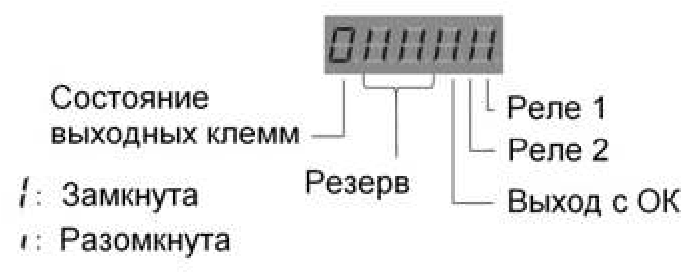 Состояние
выходных клемм
Резерв
Реле 1
Реле 2
Выход с ОК
: Замкнута
: Разомкнута